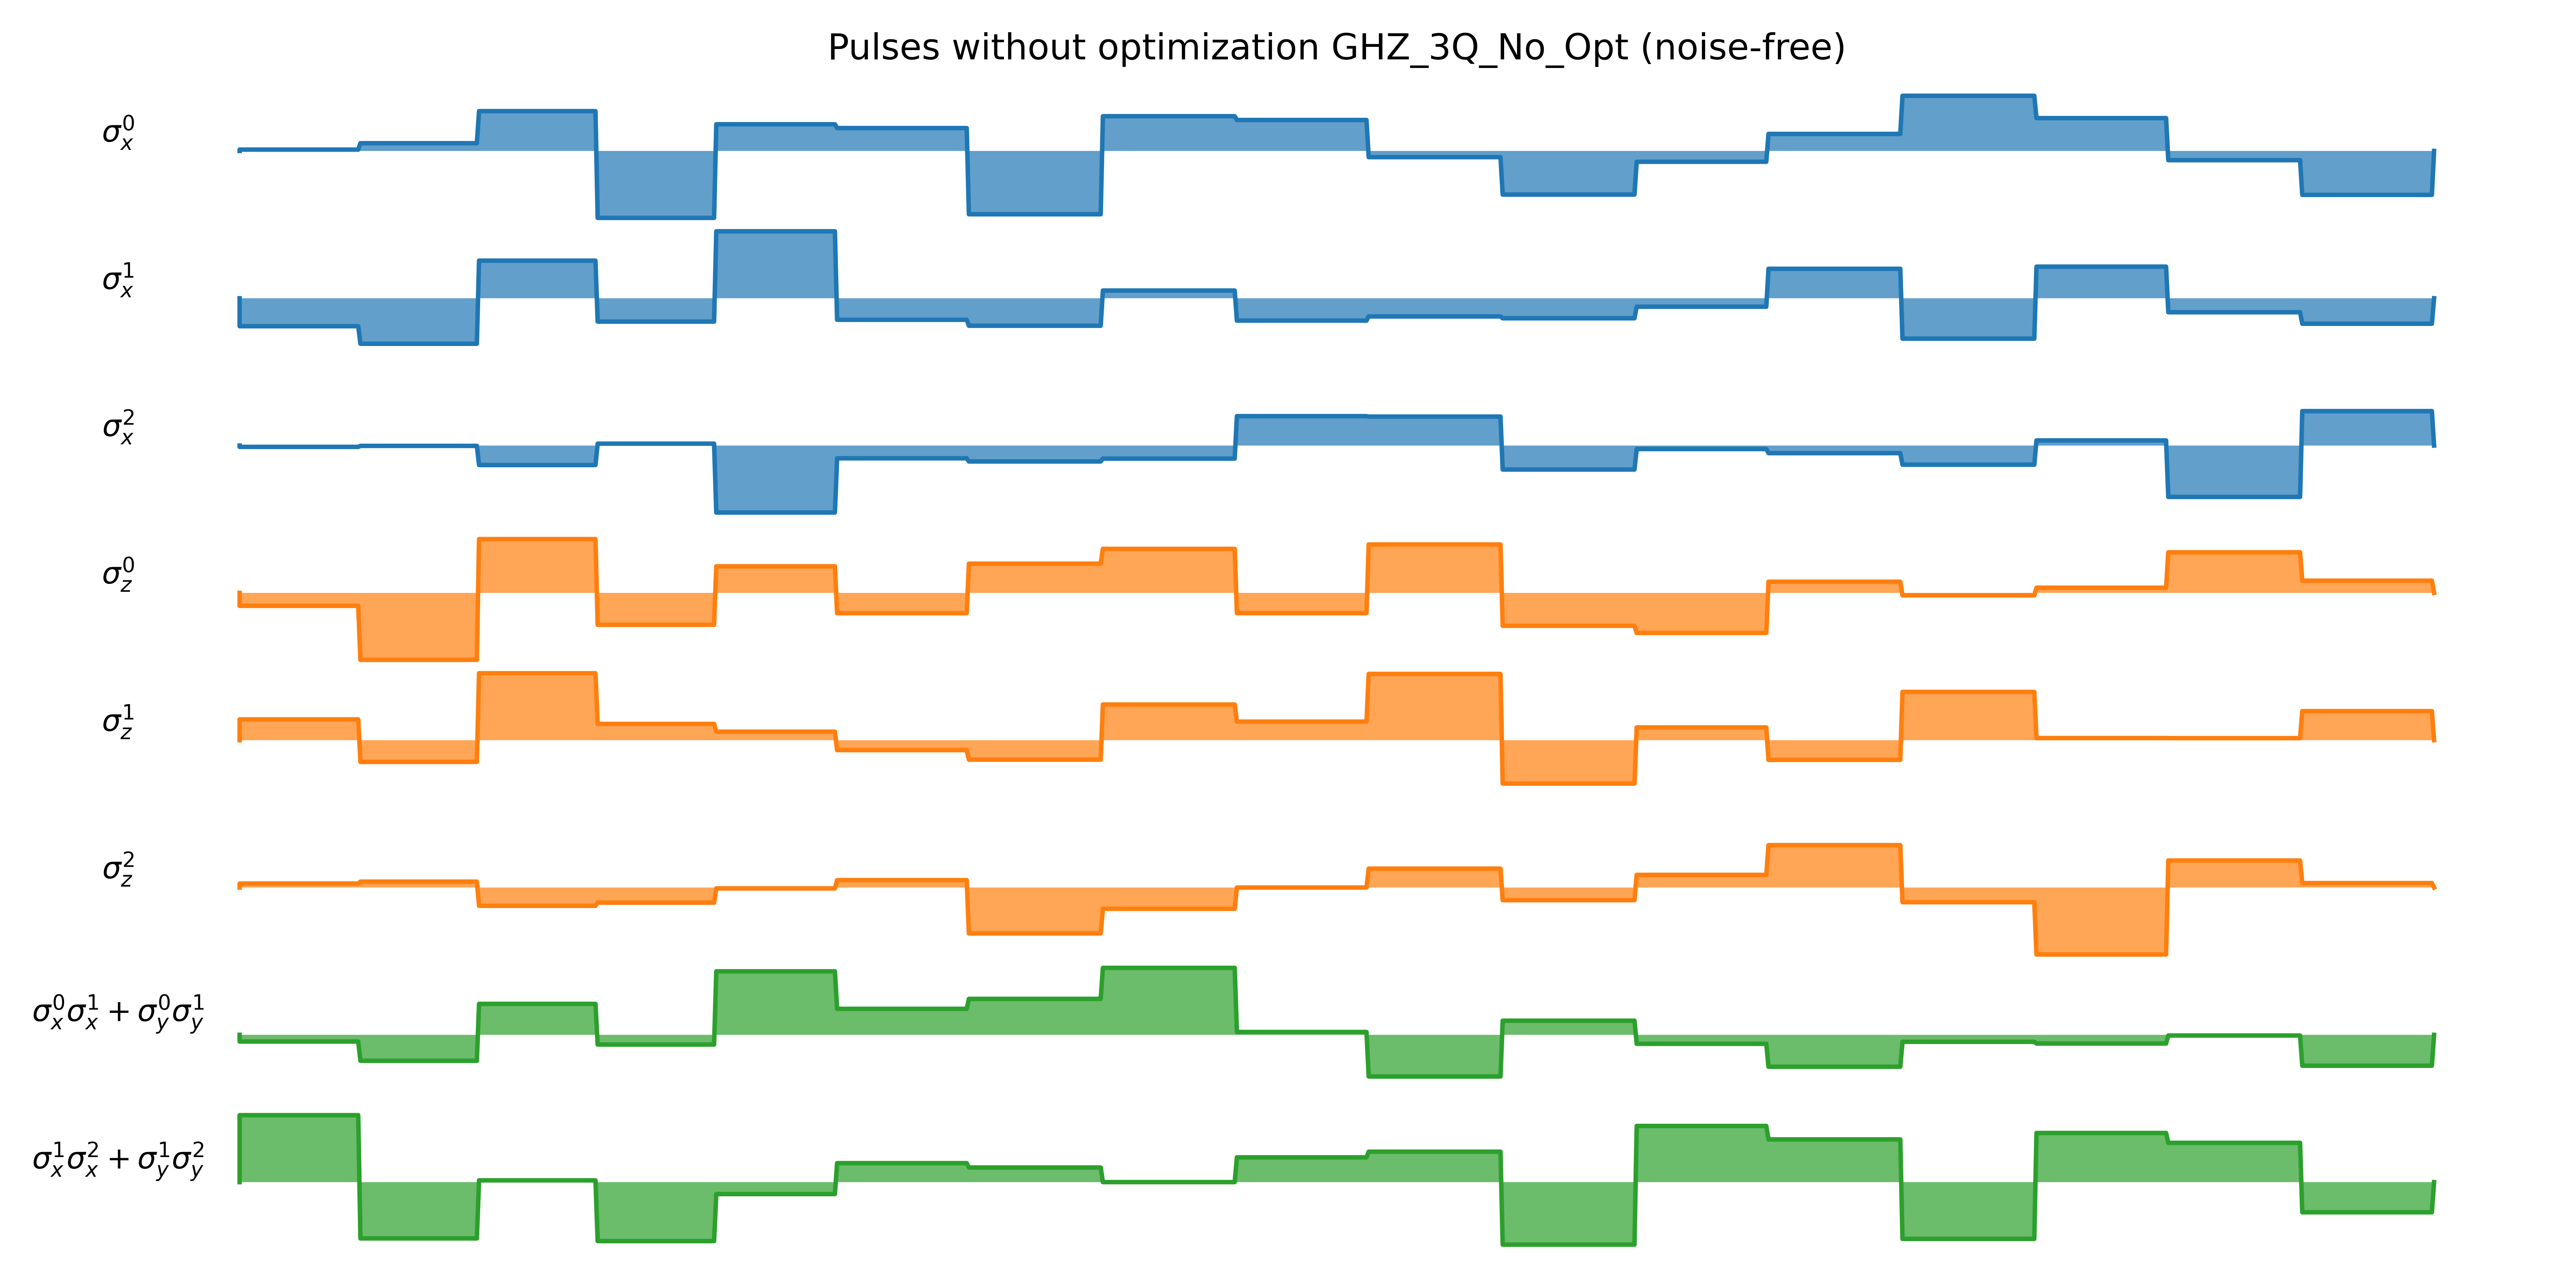 Pulses without optimization GHZ_3Q_No_Opt (noise-free)
σ_x^0
σ_x^1
σ_x^2
σ_z^0
σ_z^1
σ_z^2
σ_x^0σ_x^1 + σ_y^0σ_y^1
σ_x^1σ_x^2 + σ_y^1σ_y^2